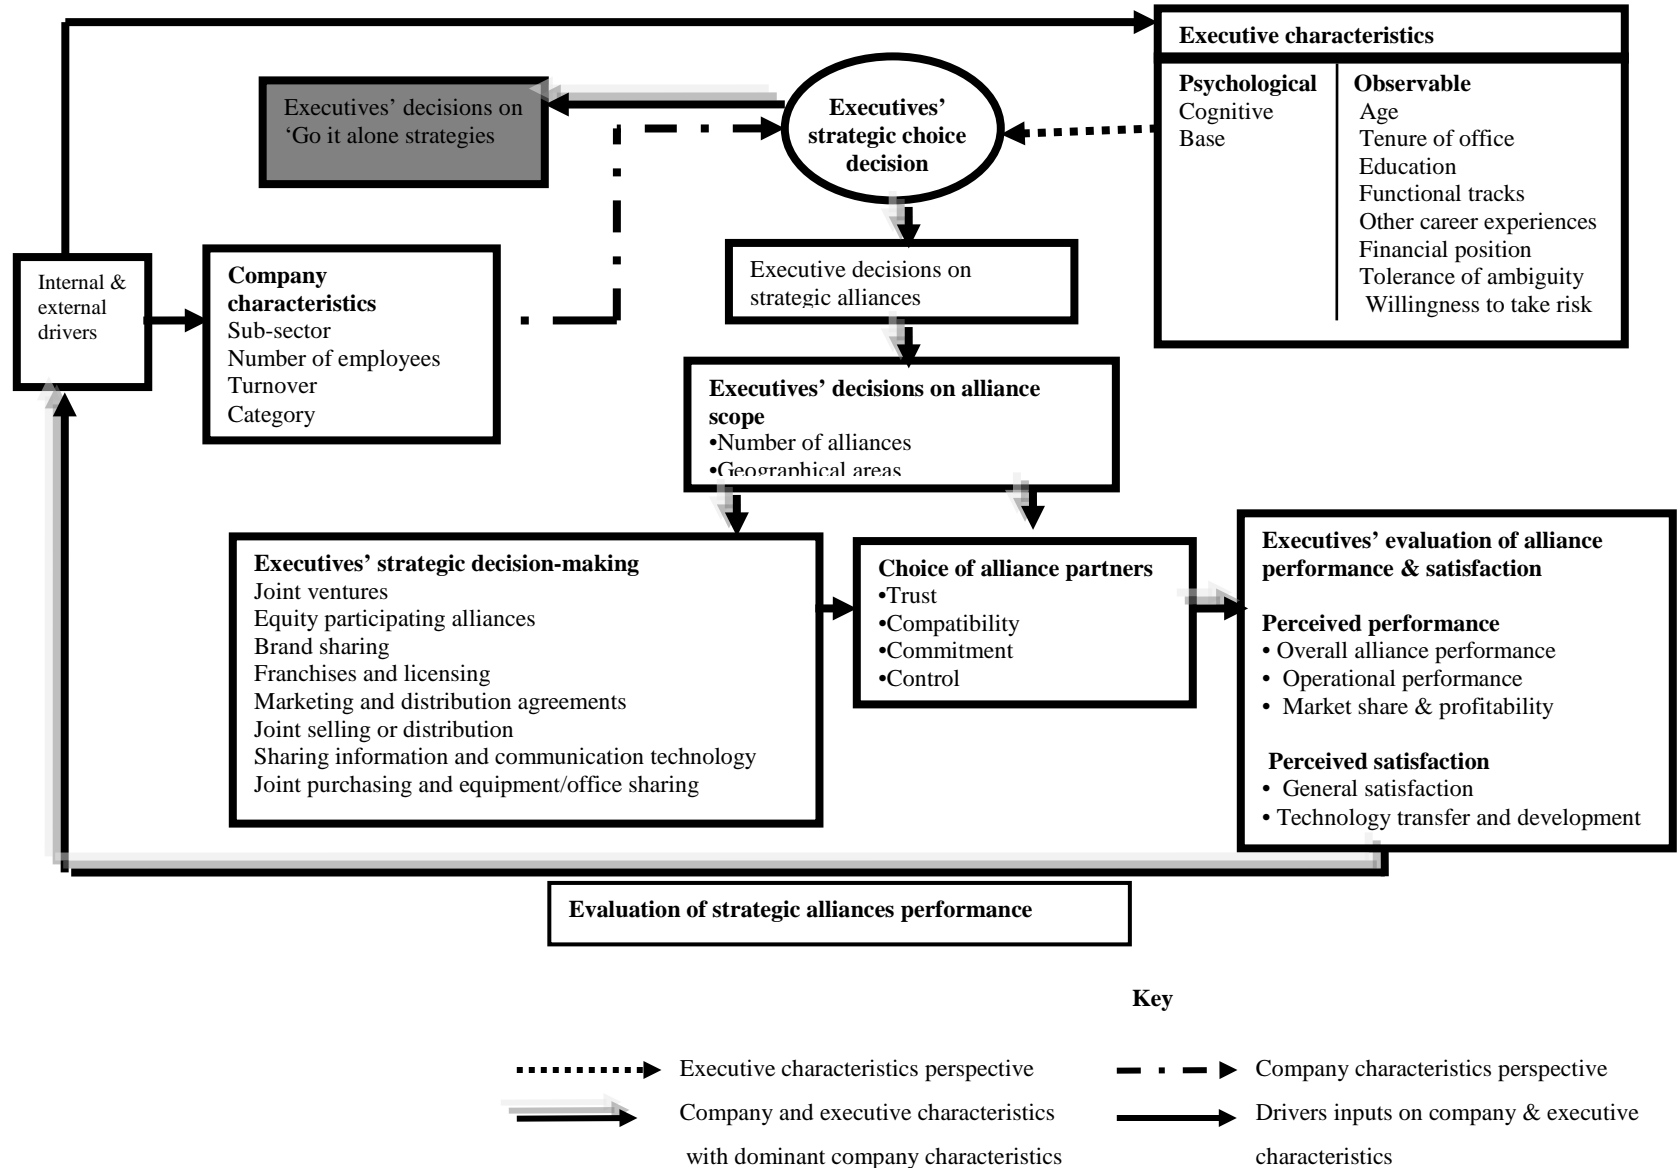 Executive characteristics
Psychological
Cognitive
Base
Observable
Age
Tenure of office
Education
Functional tracks
Other career experiences
Financial position
Tolerance of ambiguity
Willingness to take risk
Executives’ decisions on
‘Go it alone strategies
Executives’
strategic choice
decision
Internal &
external
drivers
Company
characteristics
Sub-sector
Number of employees
Turnover
Category
Executive decisions on
strategic alliances
Executives’ decisions on alliance
scope
•Number of alliances
•Geographical areas
Executives’ strategic decision-making
Joint ventures
Equity participating alliances
Brand sharing
Franchises and licensing
Marketing and distribution agreements
Joint selling or distribution
Sharing information and communication technology
Joint purchasing and equipment/office sharing
Choice of alliance partners
•Trust
•Compatibility
•Commitment
•Control
Executives’ evaluation of alliance
performance & satisfaction
Perceived performance
• Overall alliance performance
• Operational performance
• Market share & profitability
Perceived satisfaction
• General satisfaction
• Technology transfer and development
Evaluation of strategic alliances performance
Key
Executive characteristics perspective
Company and executive characteristics
with dominant company characteristics
Company characteristics perspective
Drivers inputs on company & executive
characteristics